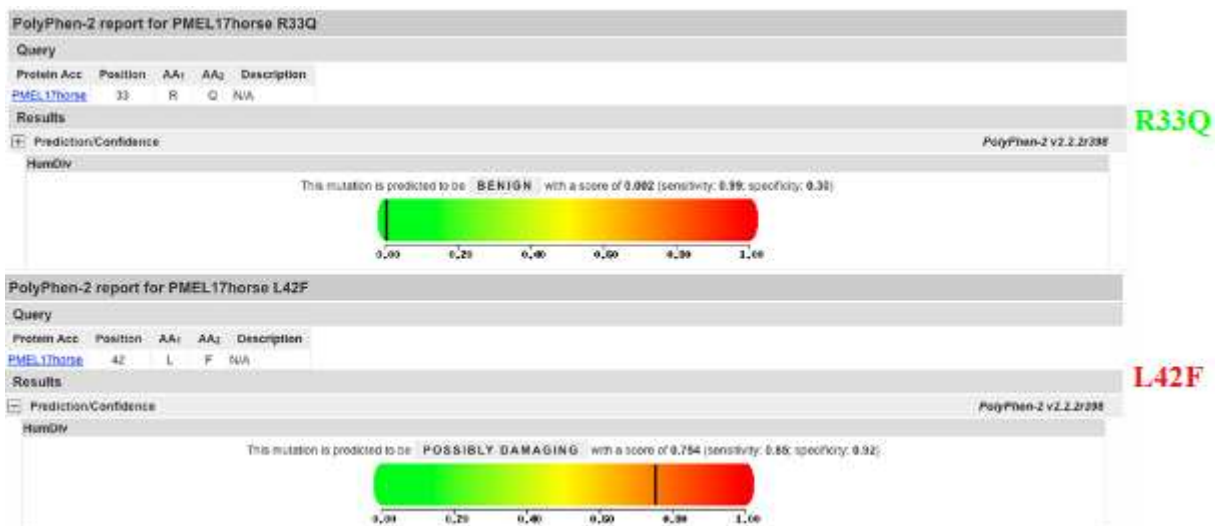 PolyPhen-2 report for PMEL17horse R33Q
Query
Protein Acc Position AA1 AA2 Description
PMEL17horse 33 R Q N/A
Results
R33Q
+ Prediction/Confidence PolyPhen-2 v2.2.2r398
HumDiv
This mutation is predicted to be BENIGN with a score of 0.002 (sensitivity: 0.99; specificity: 0.30)
0.00 0.20 0.40 0.60 0.80 1.00
PolyPhen-2 report for PMEL17horse L42F
Query
Protein Acc Position AA1 AA2 Description
PMEL17horse 42 L F N/A
Results
L42F
- Prediction/Confidence PolyPhen-2 v2.2.2r398
HumDiv
This mutation is predicted to be POSSIBLY DAMAGING with a score of 0.754 (sensitivity: 0.85; specificity: 0.92)
0.00 0.20 0.40 0.60 0.80 1.00